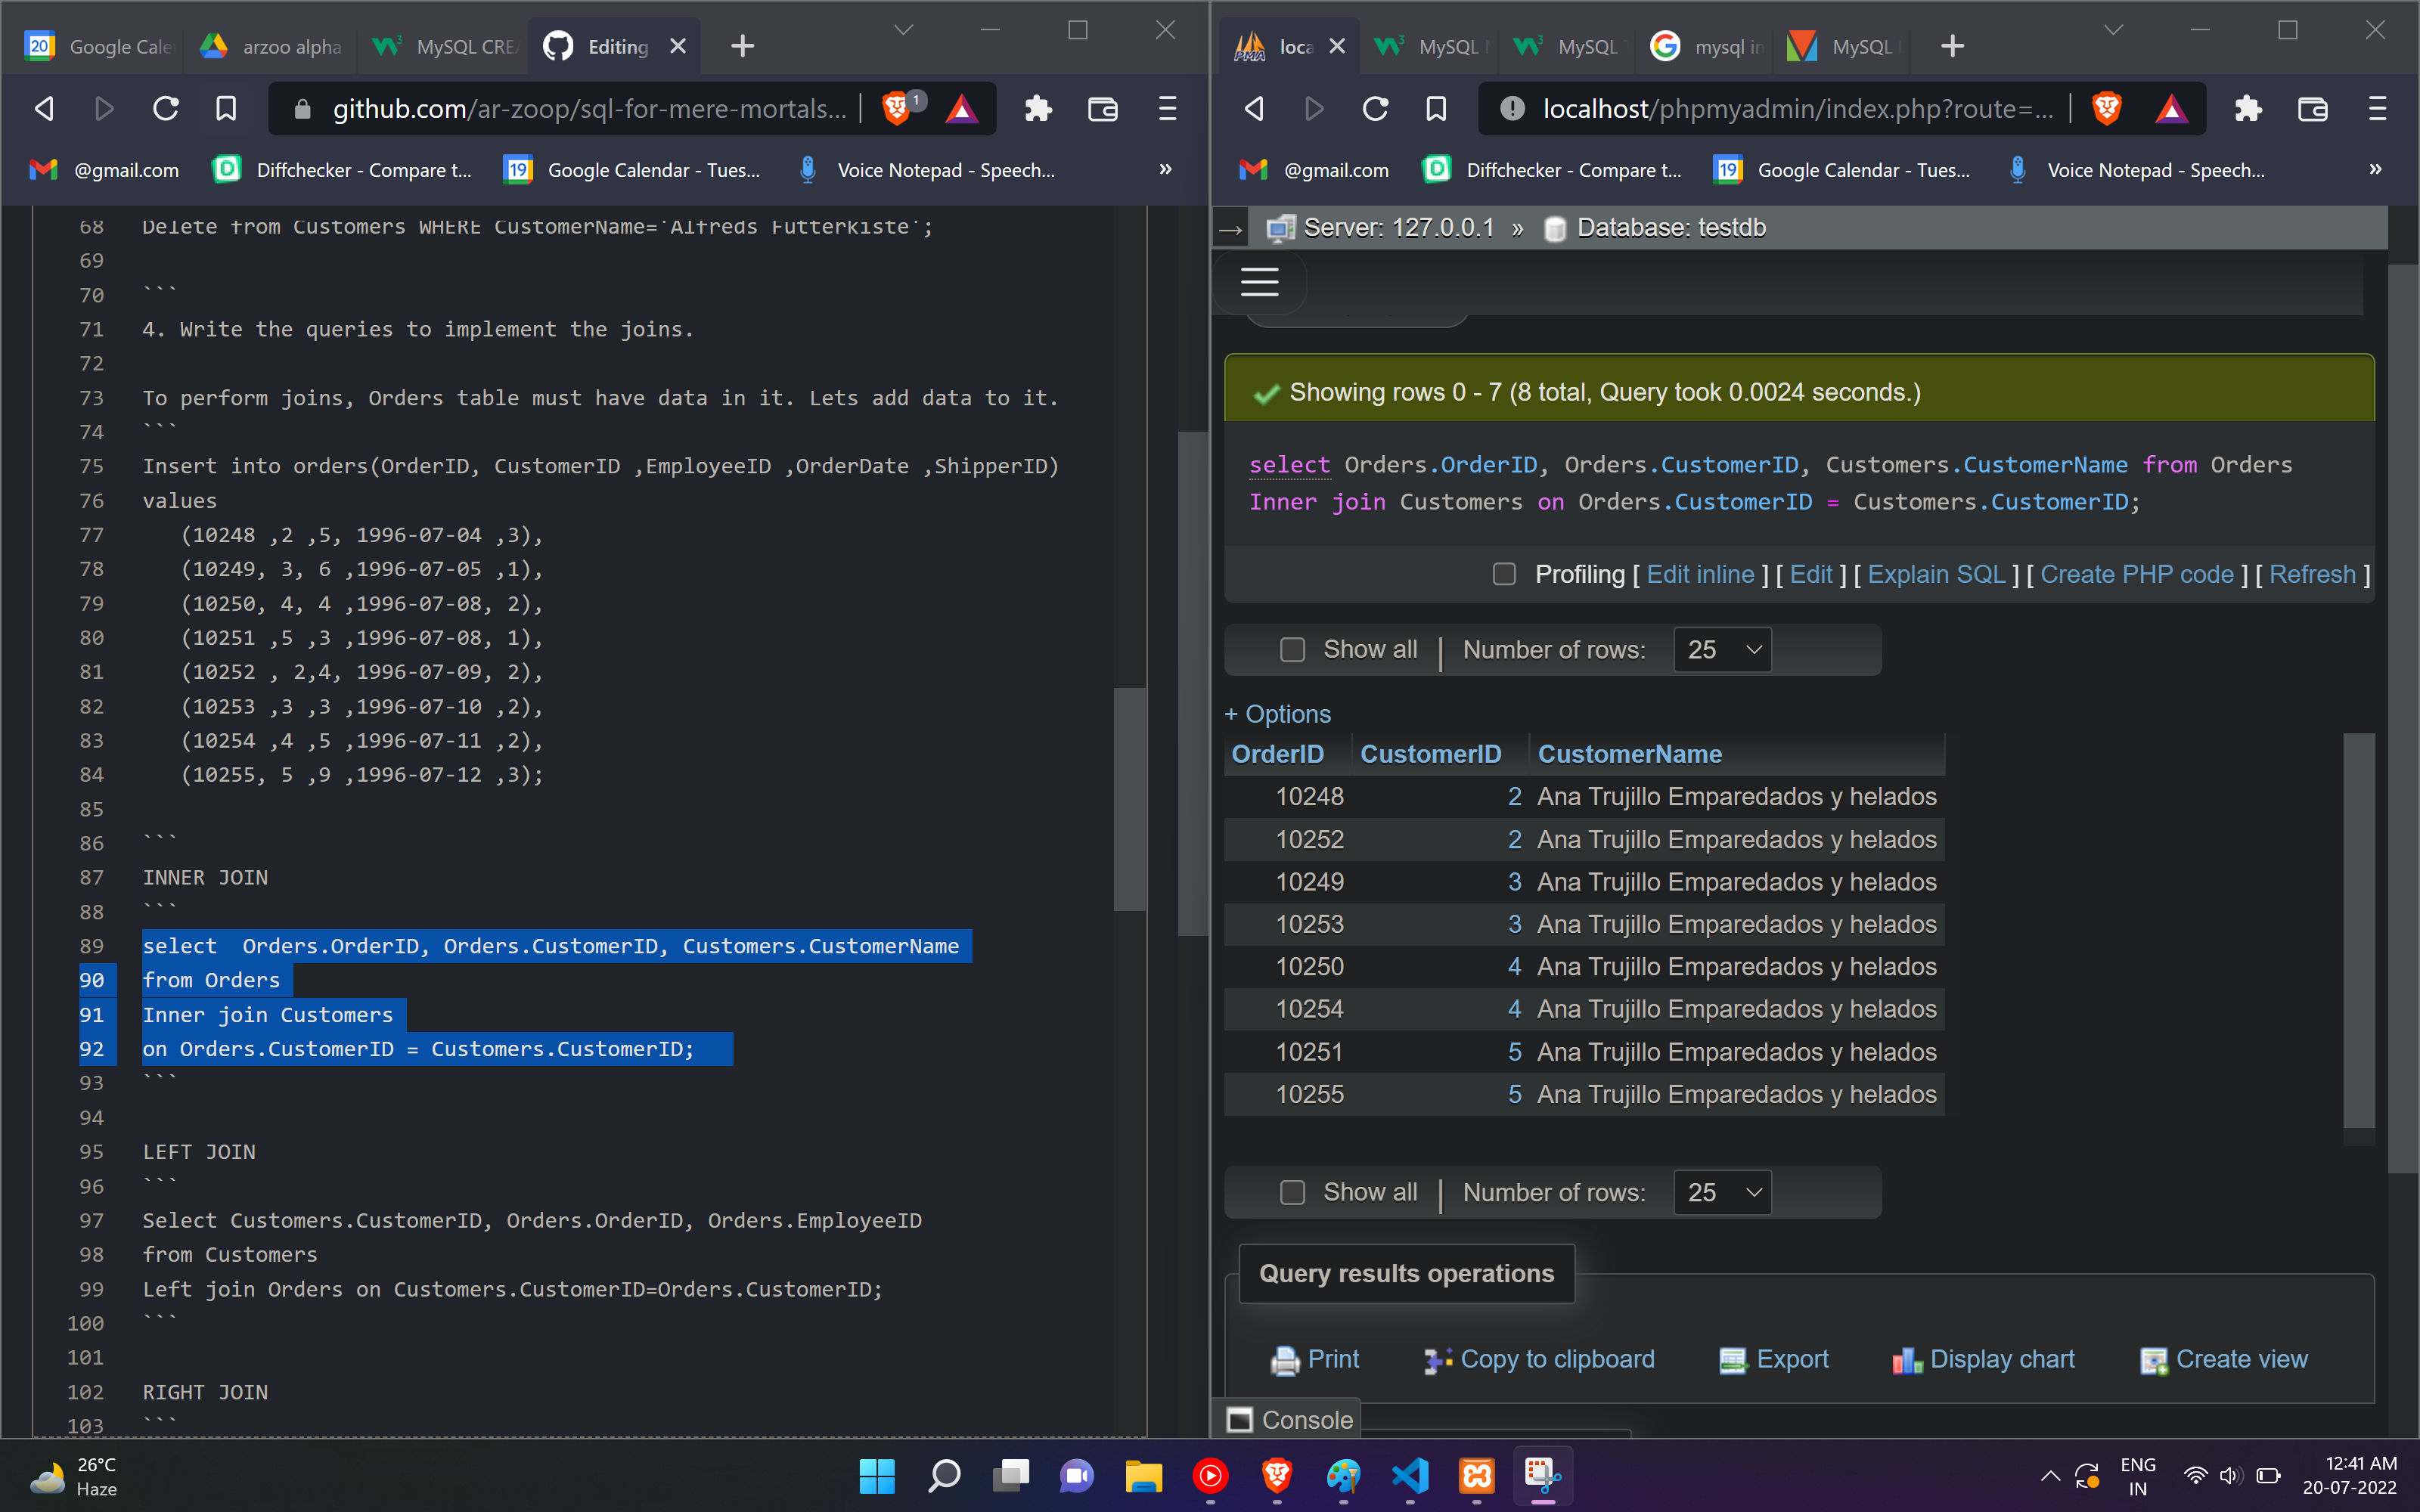 Google Cale
arzoo alpha
MySQL CREA
Editing
github.com/ar-zoop/sql-for-mere-mortals...
1
@gmail.com
Diffchecker - Compare t...
Google Calendar - Tues...
Voice Notepad - Speech...
»
68 Delete from Customers WHERE CustomerName='Alfreds Futterkiste';
69
70 ```
71 4. Write the queries to implement the joins.
72
73 To perform joins, Orders table must have data in it. Lets add data to it.
74 ```
75 Insert into orders(OrderID, CustomerID ,EmployeeID ,OrderDate ,ShipperID)
76 values
77 (10248 ,2 ,5, 1996-07-04 ,3),
78 (10249, 3, 6 ,1996-07-05 ,1),
79 (10250, 4, 4 ,1996-07-08, 2),
80 (10251 ,5 ,3 ,1996-07-08, 1),
81 (10252 , 2,4, 1996-07-09, 2),
82 (10253 ,3 ,3 ,1996-07-10 ,2),
83 (10254 ,4 ,5 ,1996-07-11 ,2),
84 (10255, 5 ,9 ,1996-07-12 ,3);
85
86 ```
87 INNER JOIN
88 ```
89 select  Orders.OrderID, Orders.CustomerID, Customers.CustomerName
90 from Orders
91 Inner join Customers
92 on Orders.CustomerID = Customers.CustomerID;
93 ```
94
95 LEFT JOIN
96 ```
97 Select Customers.CustomerID, Orders.OrderID, Orders.EmployeeID
98 from Customers
99 Left join Orders on Customers.CustomerID=Orders.CustomerID;
100 ```
101
102 RIGHT JOIN
103 ```
loca
MySQL
MySQL
mysql in
MySQL
localhost/phpmyadmin/index.php?route=...
@gmail.com
Diffchecker - Compare t...
Google Calendar - Tues...
Voice Notepad - Speech...
»
Server: 127.0.0.1 » Database: testdb
Showing rows 0 - 7 (8 total, Query took 0.0024 seconds.)
select Orders.OrderID, Orders.CustomerID, Customers.CustomerName from Orders
Inner join Customers on Orders.CustomerID = Customers.CustomerID;
Profiling [ Edit inline ] [ Edit ] [ Explain SQL ] [ Create PHP code ] [ Refresh ]
Show all | Number of rows: 25
+ Options
OrderID CustomerID CustomerName
10248 2 Ana Trujillo Emparedados y helados
10252 2 Ana Trujillo Emparedados y helados
10249 3 Ana Trujillo Emparedados y helados
10253 3 Ana Trujillo Emparedados y helados
10250 4 Ana Trujillo Emparedados y helados
10254 4 Ana Trujillo Emparedados y helados
10251 5 Ana Trujillo Emparedados y helados
10255 5 Ana Trujillo Emparedados y helados
Show all | Number of rows: 25
Query results operations
Print Copy to clipboard Export Display chart Create view
Console
26°C
Haze
ENG
IN
12:41 AM
20-07-2022